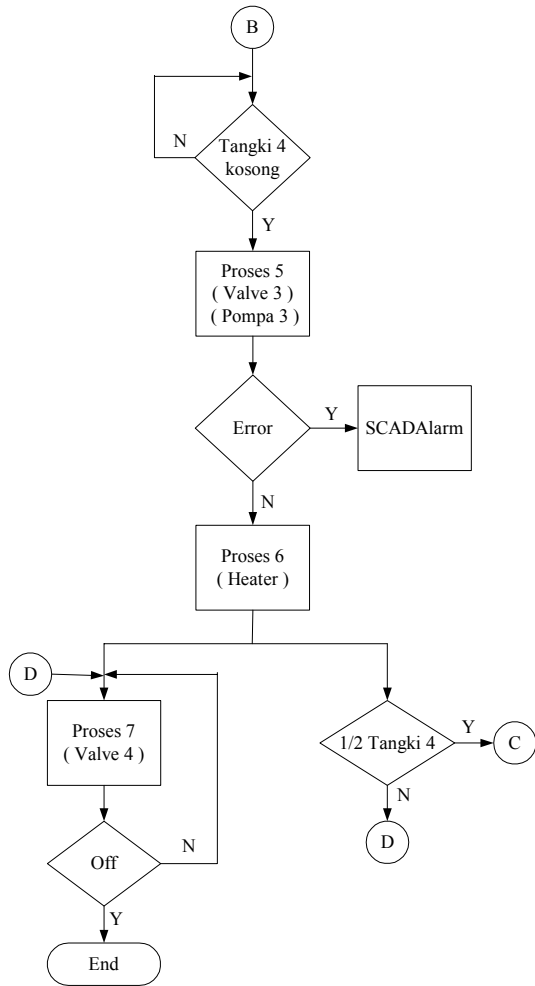 B
Tangki 4
kosong
N
Y
Proses 5
( Valve 3 )
( Pompa 3 )
Error
Y
SCADAlarm
N
Proses 6
( Heater )
D
Proses 7
( Valve 4 )
1/2 Tangki 4
Y
C
N
D
Off
N
Y
End